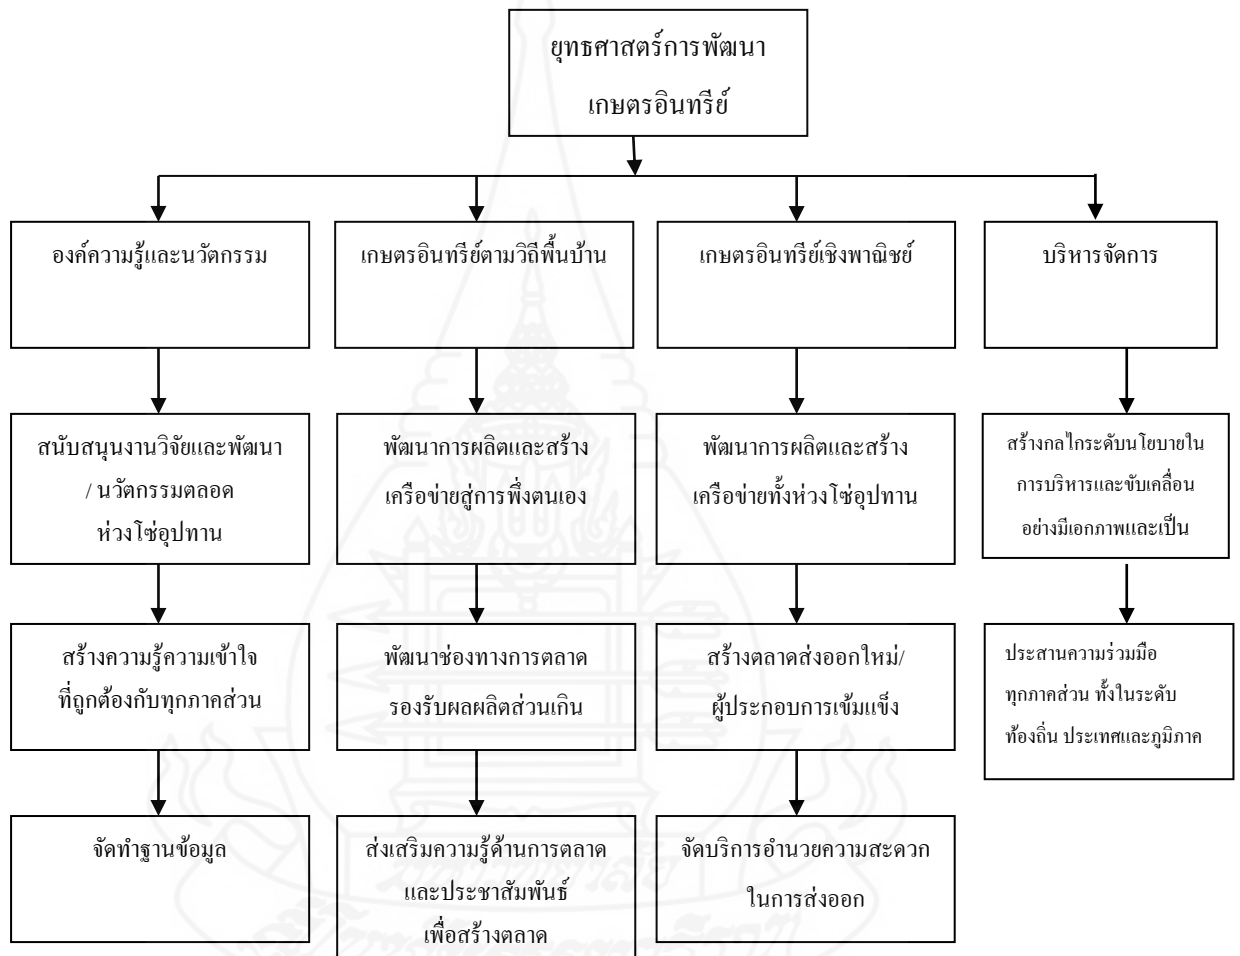 ยุทธศาสตร์การพัฒนา
เกษตรอินทรีย์
องค์ความรู้และนวัตกรรม
เกษตรอินทรีย์ตามวิถีพื้นบ้าน
เกษตรอินทรีย์เชิงพาณิชย์
บริหารจัดการ
สนับสนุนงานวิจัยและพัฒนา
/ นวัตกรรมตลอด
ห่วงโซ่อุปทาน
พัฒนาการผลิตและสร้าง
เครือข่ายสู่การพึ่งตนเอง
พัฒนาการผลิตและสร้าง
เครือข่ายทั้งห่วงโซ่อุปทาน
สร้างกลไกระดับนโยบายใน
การบริหารและขับเคลื่อน
อย่างมีเอกภาพและเป็น
สร้างความรู้ความเข้าใจ
ที่ถูกต้องกับทุกภาคส่วน
พัฒนาช่องทางการตลาด
รองรับผลผลิตส่วนเกิน
สร้างตลาดส่งออกใหม่/
ผู้ประกอบการเข้มแข็ง
ประสานความร่วมมือ
ทุกภาคส่วน ทั้งในระดับ
ท้องถิ่น ประเทศและภูมิภาค
จัดทำฐานข้อมูล
ส่งเสริมความรู้ด้านการตลาด
และประชาสัมพันธ์
เพื่อสร้างตลาด
จัดบริการอำนวยความสะดวก
ในการส่งออก